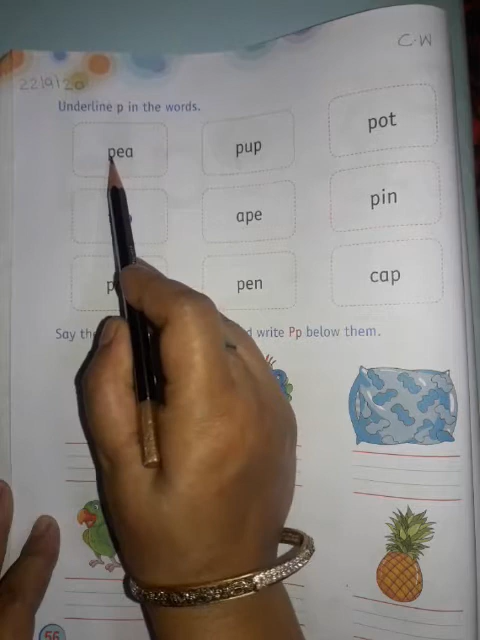 C.W
22/9/20
Underline p in the words.
pea pup pot
ape pin
pen cap
Say the write Pp below them.
56